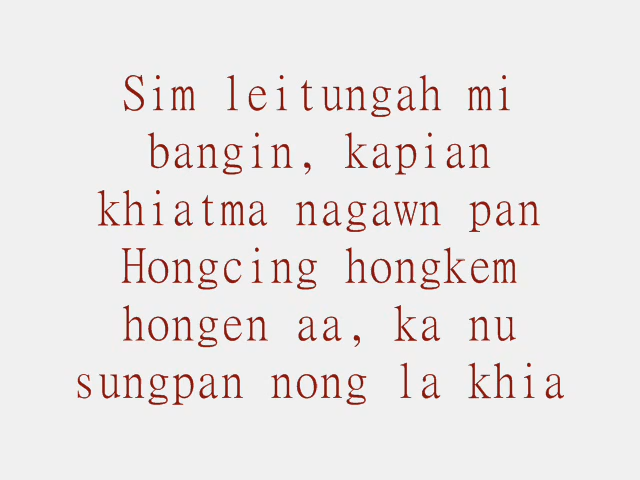 Sim leitungah mi
bangin, kapian
khiatma nagawn pan
Hongcing hongkem
hongen aa, ka nu
sungpan nong la khia